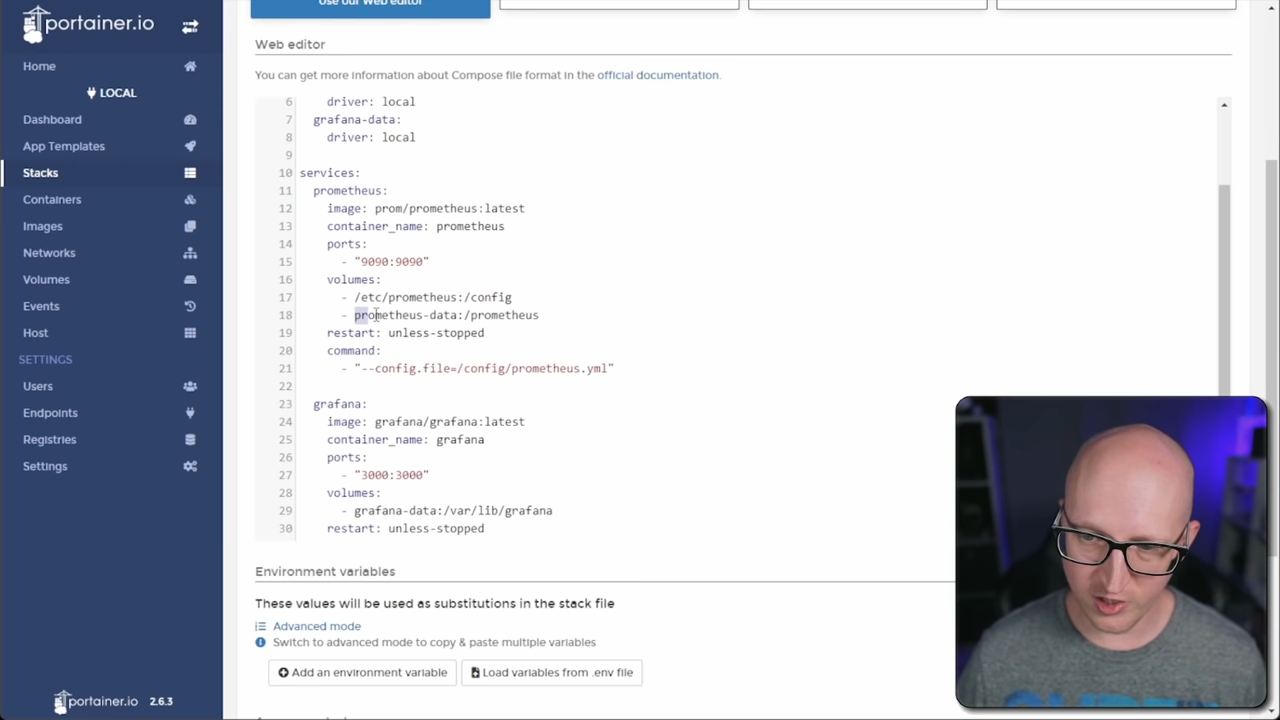 portainer.io
Use our Web editor
Home
LOCAL
Dashboard
App Templates
Stacks
Containers
Images
Networks
Volumes
Events
Host
SETTINGS
Users
Endpoints
Registries
Settings
portainer.io 2.6.3
Web editor
You can get more information about Compose file format in the official documentation.
6 driver: local
7 grafana-data:
8 driver: local
9
10 services:
11 prometheus:
12 image: prom/prometheus:latest
13 container_name: prometheus
14 ports:
15 - "9090:9090"
16 volumes:
17 - /etc/prometheus:/config
18 - prometheus-data:/prometheus
19 restart: unless-stopped
20 command:
21 - "--config.file=/config/prometheus.yml"
22
23 grafana:
24 image: grafana/grafana:latest
25 container_name: grafana
26 ports:
27 - "3000:3000"
28 volumes:
29 - grafana-data:/var/lib/grafana
30 restart: unless-stopped
Environment variables
These values will be used as substitutions in the stack file
Advanced mode
Switch to advanced mode to copy & paste multiple variables
Add an environment variable
Load variables from .env file